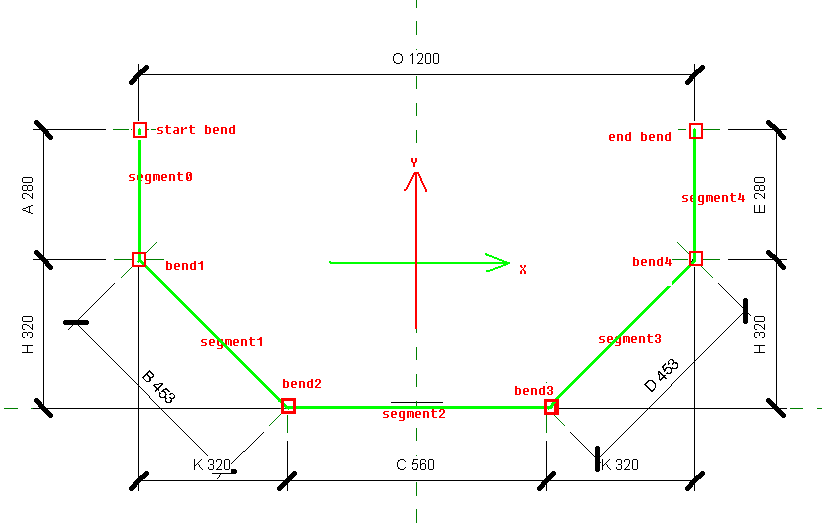 O 1200
start bend
end bend
Y
segment0
A 280
segment4
E 280
bend1
bend4
X
H 320
segment1
segment3
H 320
B 453
bend2
bend3
D 453
segment2
K 320
C 560
K 320